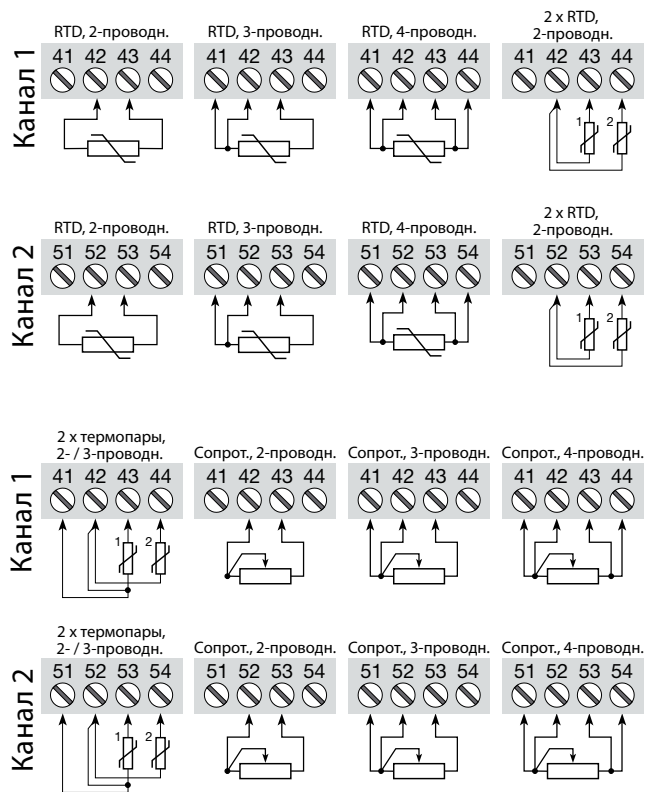 RTD, 2-проводн. RTD, 3-проводн. RTD, 4-проводн. 2 x RTD,
2-проводн.
Канал 1
41 42 43 44 41 42 43 44 41 42 43 44 41 42 43 44
1 2
RTD, 2-проводн. RTD, 3-проводн. RTD, 4-проводн. 2 x RTD,
2-проводн.
Канал 2
51 52 53 54 51 52 53 54 51 52 53 54 51 52 53 54
1 2
2 x термопары,
2- / 3-проводн. Сопрот., 2-проводн. Сопрот., 3-проводн. Сопрот., 4-проводн.
Канал 1
41 42 43 44 41 42 43 44 41 42 43 44 41 42 43 44
1 2
2 x термопары,
2- / 3-проводн. Сопрот., 2-проводн. Сопрот., 3-проводн. Сопрот., 4-проводн.
Канал 2
51 52 53 54 51 52 53 54 51 52 53 54 51 52 53 54
1 2